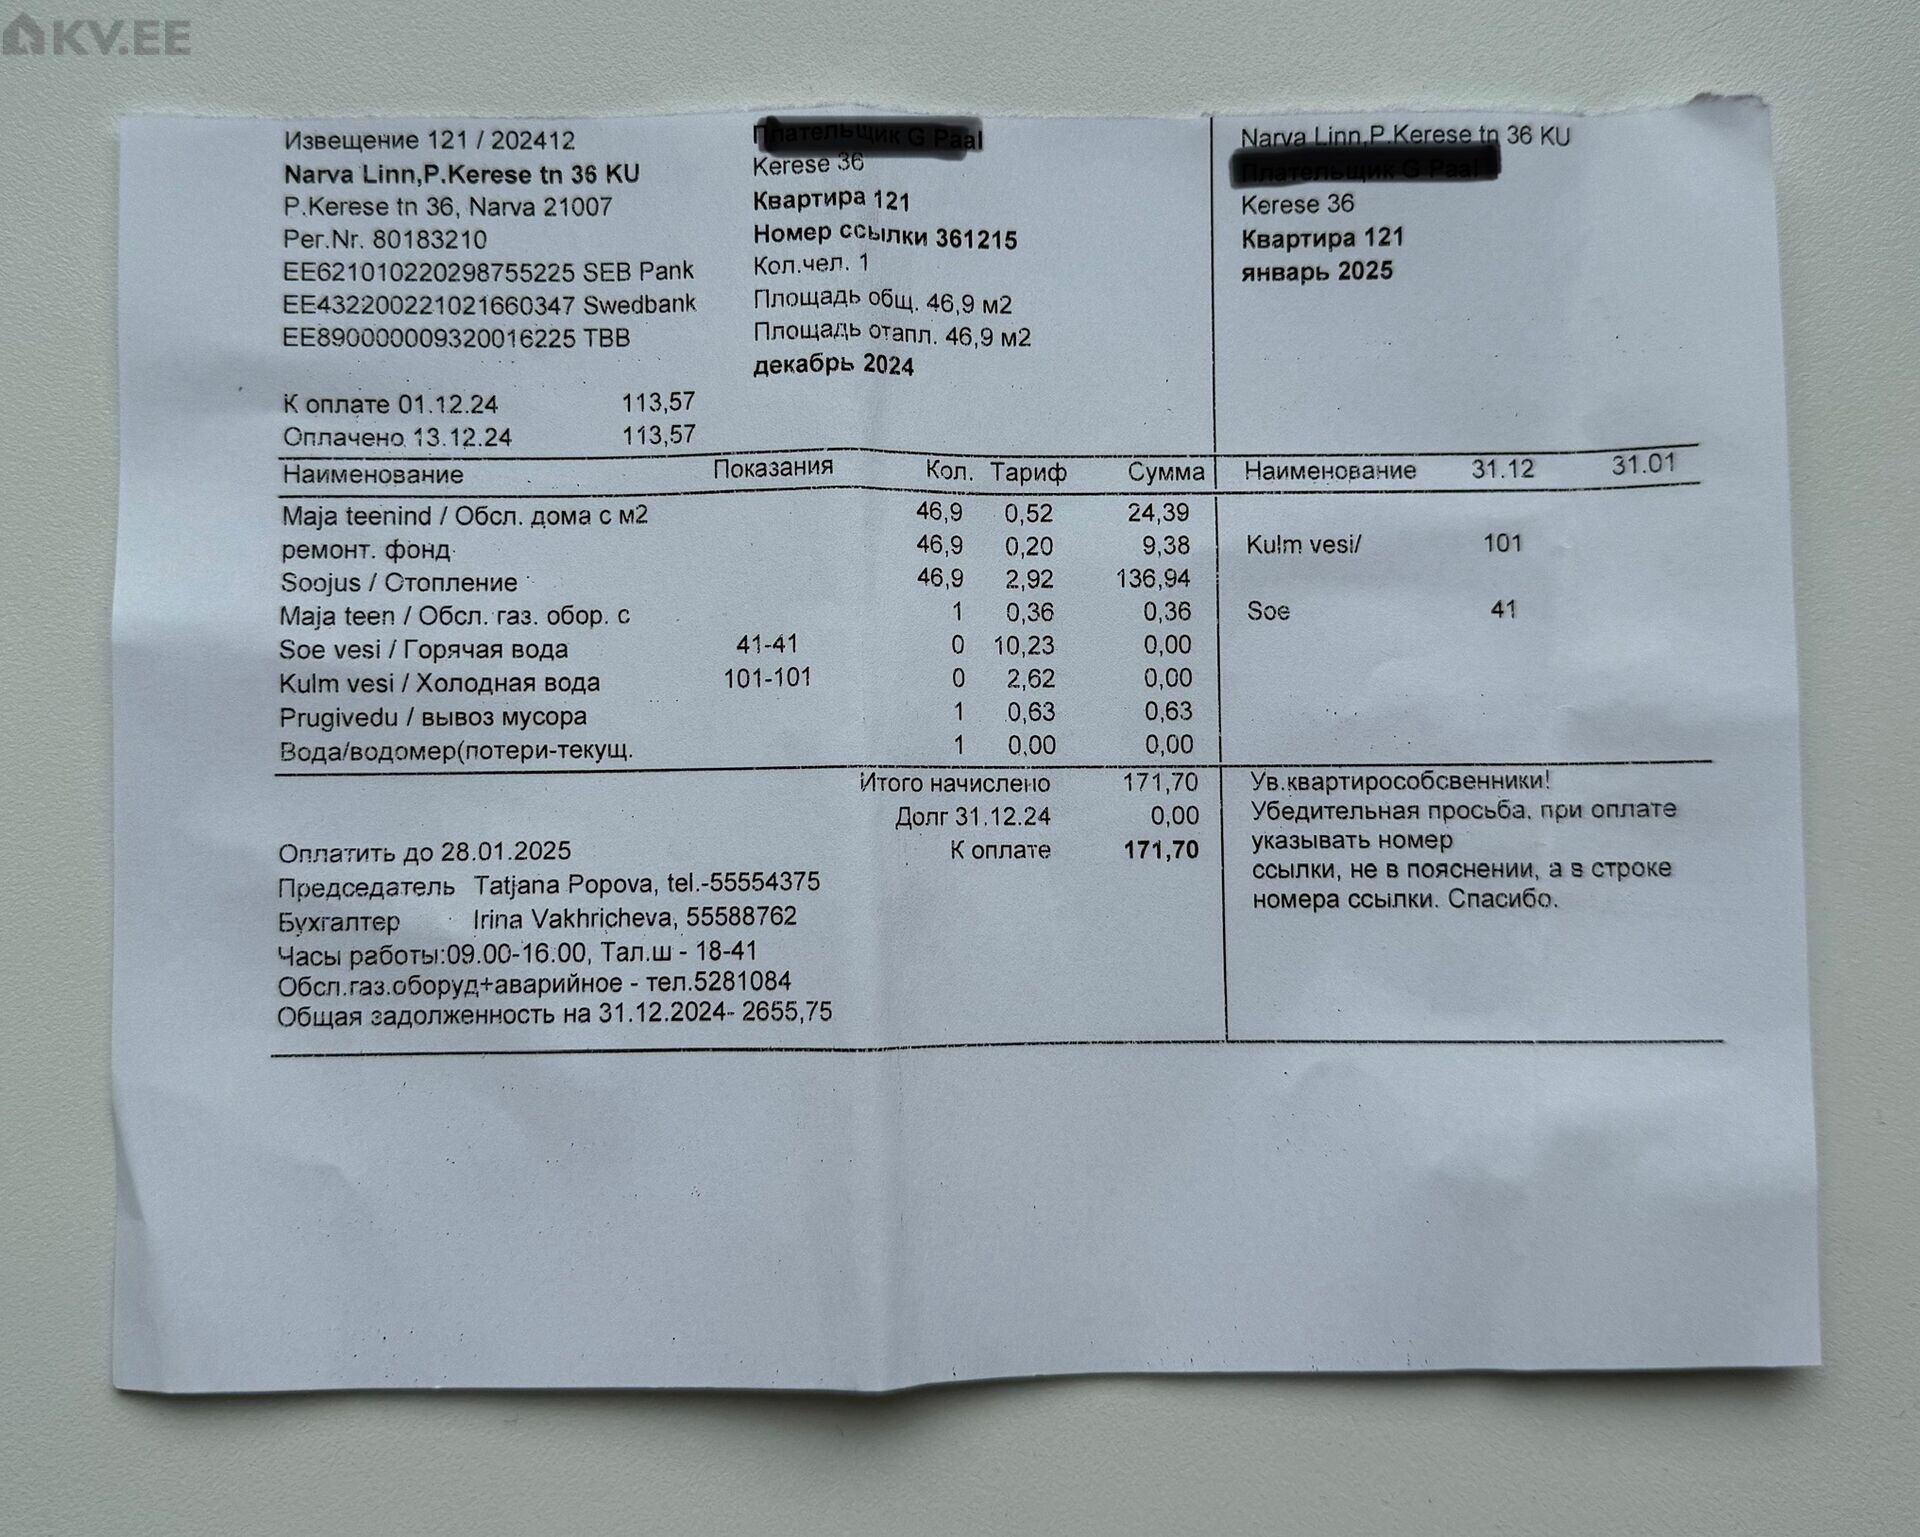 KV.EE
Извещение 121 / 202412
Narva Linn,P.Kerese tn 36 KU
P.Kerese tn 36, Narva 21007
Рег.Nr. 80183210
EE621010220298755225 SEB Pank
EE432200221021660347 Swedbank
EE890000009320016225 TBB
К оплате 01.12.24 113,57
Оплачено 13.12.24 113,57
Kerese 36
Квартира 121
Номер ссылки 361215
Кол.чел. 1
Площадь общ. 46,9 м2
Площадь отапл. 46,9 м2
декабрь 2024
Narva Linn,P.Kerese tn 36 KU
Kerese 36
Квартира 121
январь 2025
Наименование Показания Кол. Тариф Сумма
Maja teenind / Обсл. дома с м2 46,9 0,52 24,39
ремонт. фонд 46,9 0,20 9,38
Soojus / Отопление 46,9 2,92 136,94
Maja teen / Обсл. газ. обор. с 1 0,36 0,36
Soe vesi / Горячая вода 41-41 0 10,23 0,00
Kulm vesi / Холодная вода 101-101 0 2,62 0,00
Prugivedu / вывоз мусора 1 0,63 0,63
Вода/водомер(потери-текущ. 1 0,00 0,00
Итого начислено 171,70
Долг 31.12.24 0,00
К оплате 171,70
Наименование 31.12 31.01
Kulm vesi/ 101
Soe 41
Ув.квартирособсвенники!
Убедительная просьба, при оплате
указывать номер
ссылки, не в пояснении, а в строке
номера ссылки. Спасибо.
Оплатить до 28.01.2025
Председатель Tatjana Popova, tel.-55554375
Бухгалтер Irina Vakhricheva, 55588762
Часы работы:09.00-16.00, Тал.ш - 18-41
Обсл.газ.оборуд+аварийное - тел.5281084
Общая задолженность на 31.12.2024- 2655,75